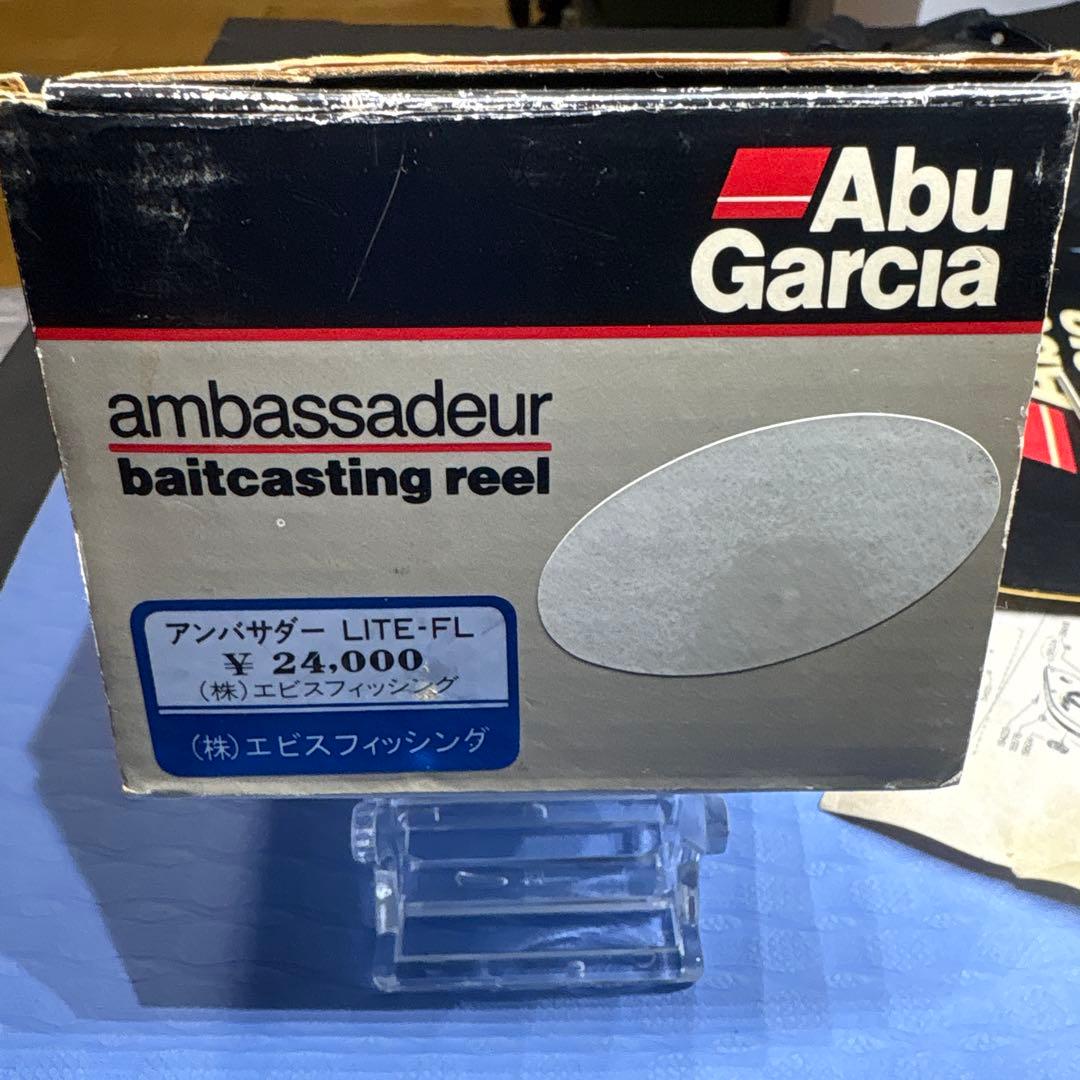 Abu
Garcia
ambassadeur
baitcasting reel
アンバサダー LITE-FL
¥ 24,000
(株)エビスフィッシング
(株)エビスフィッシング